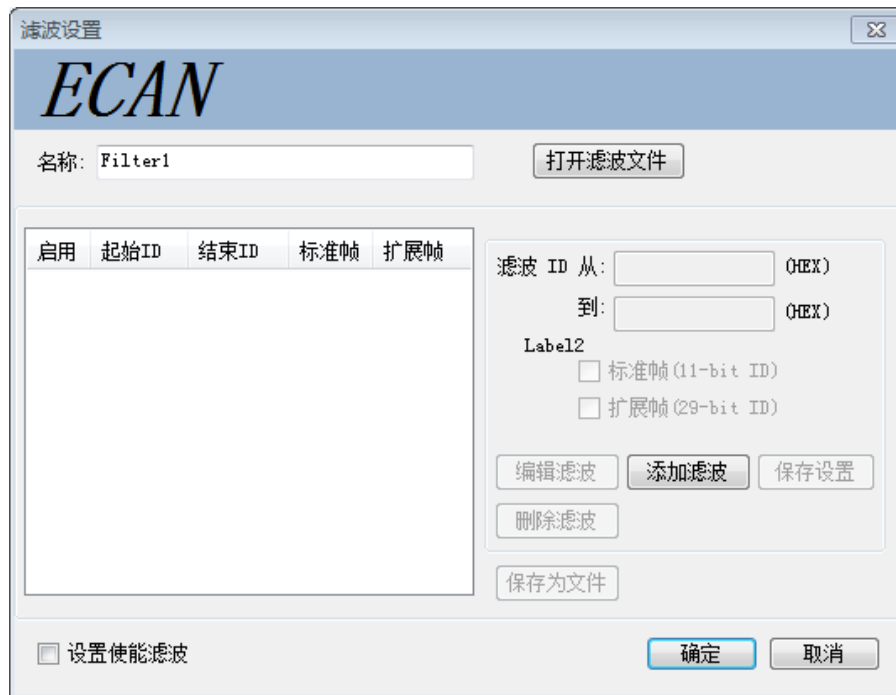 滤波设置
ECAN
名称: Filter1 打开滤波文件
启用 起始ID 结束ID 标准帧 扩展帧
滤波 ID 从: (HEX)
到: (HEX)
Label2
标准帧(11-bit ID)
扩展帧(29-bit ID)
编辑滤波 添加滤波 保存设置
删除滤波
保存为文件
设置使能滤波 确定 取消